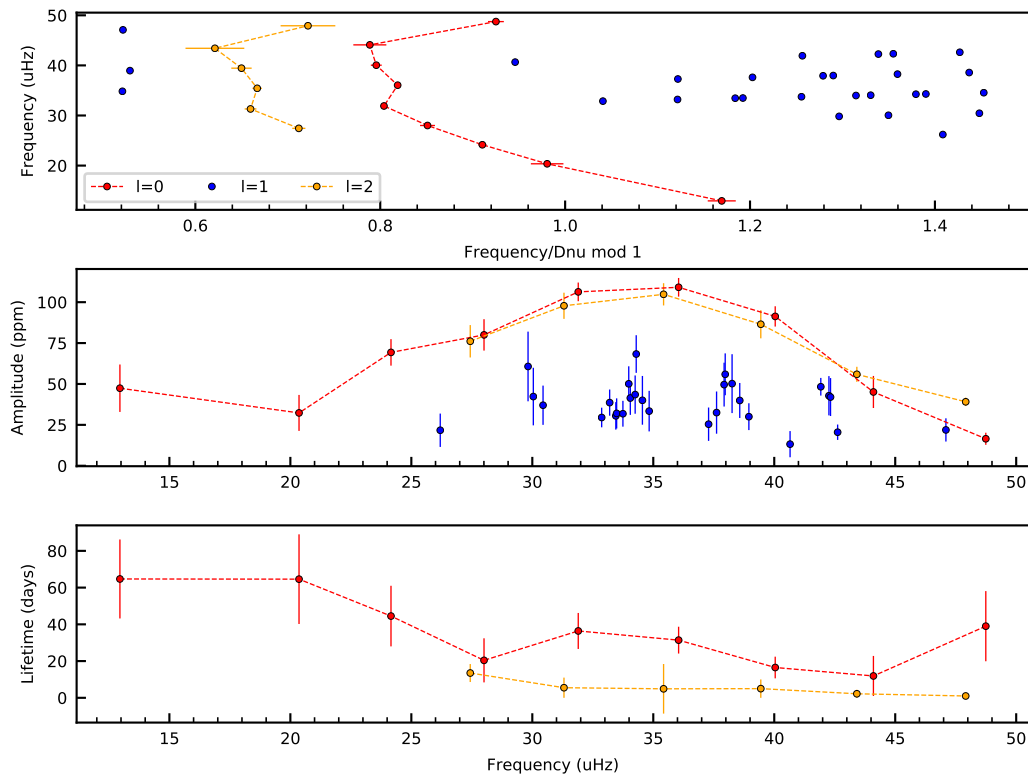 50
40
30
20
Frequency (uHz)
l=0 l=1 l=2
0.6 0.8 1.0 1.2 1.4
Frequency/Dnu mod 1
100
75
50
25
0
Amplitude (ppm)
15 20 25 30 35 40 45 50
80
60
40
20
0
Lifetime (days)
15 20 25 30 35 40 45 50
Frequency (uHz)